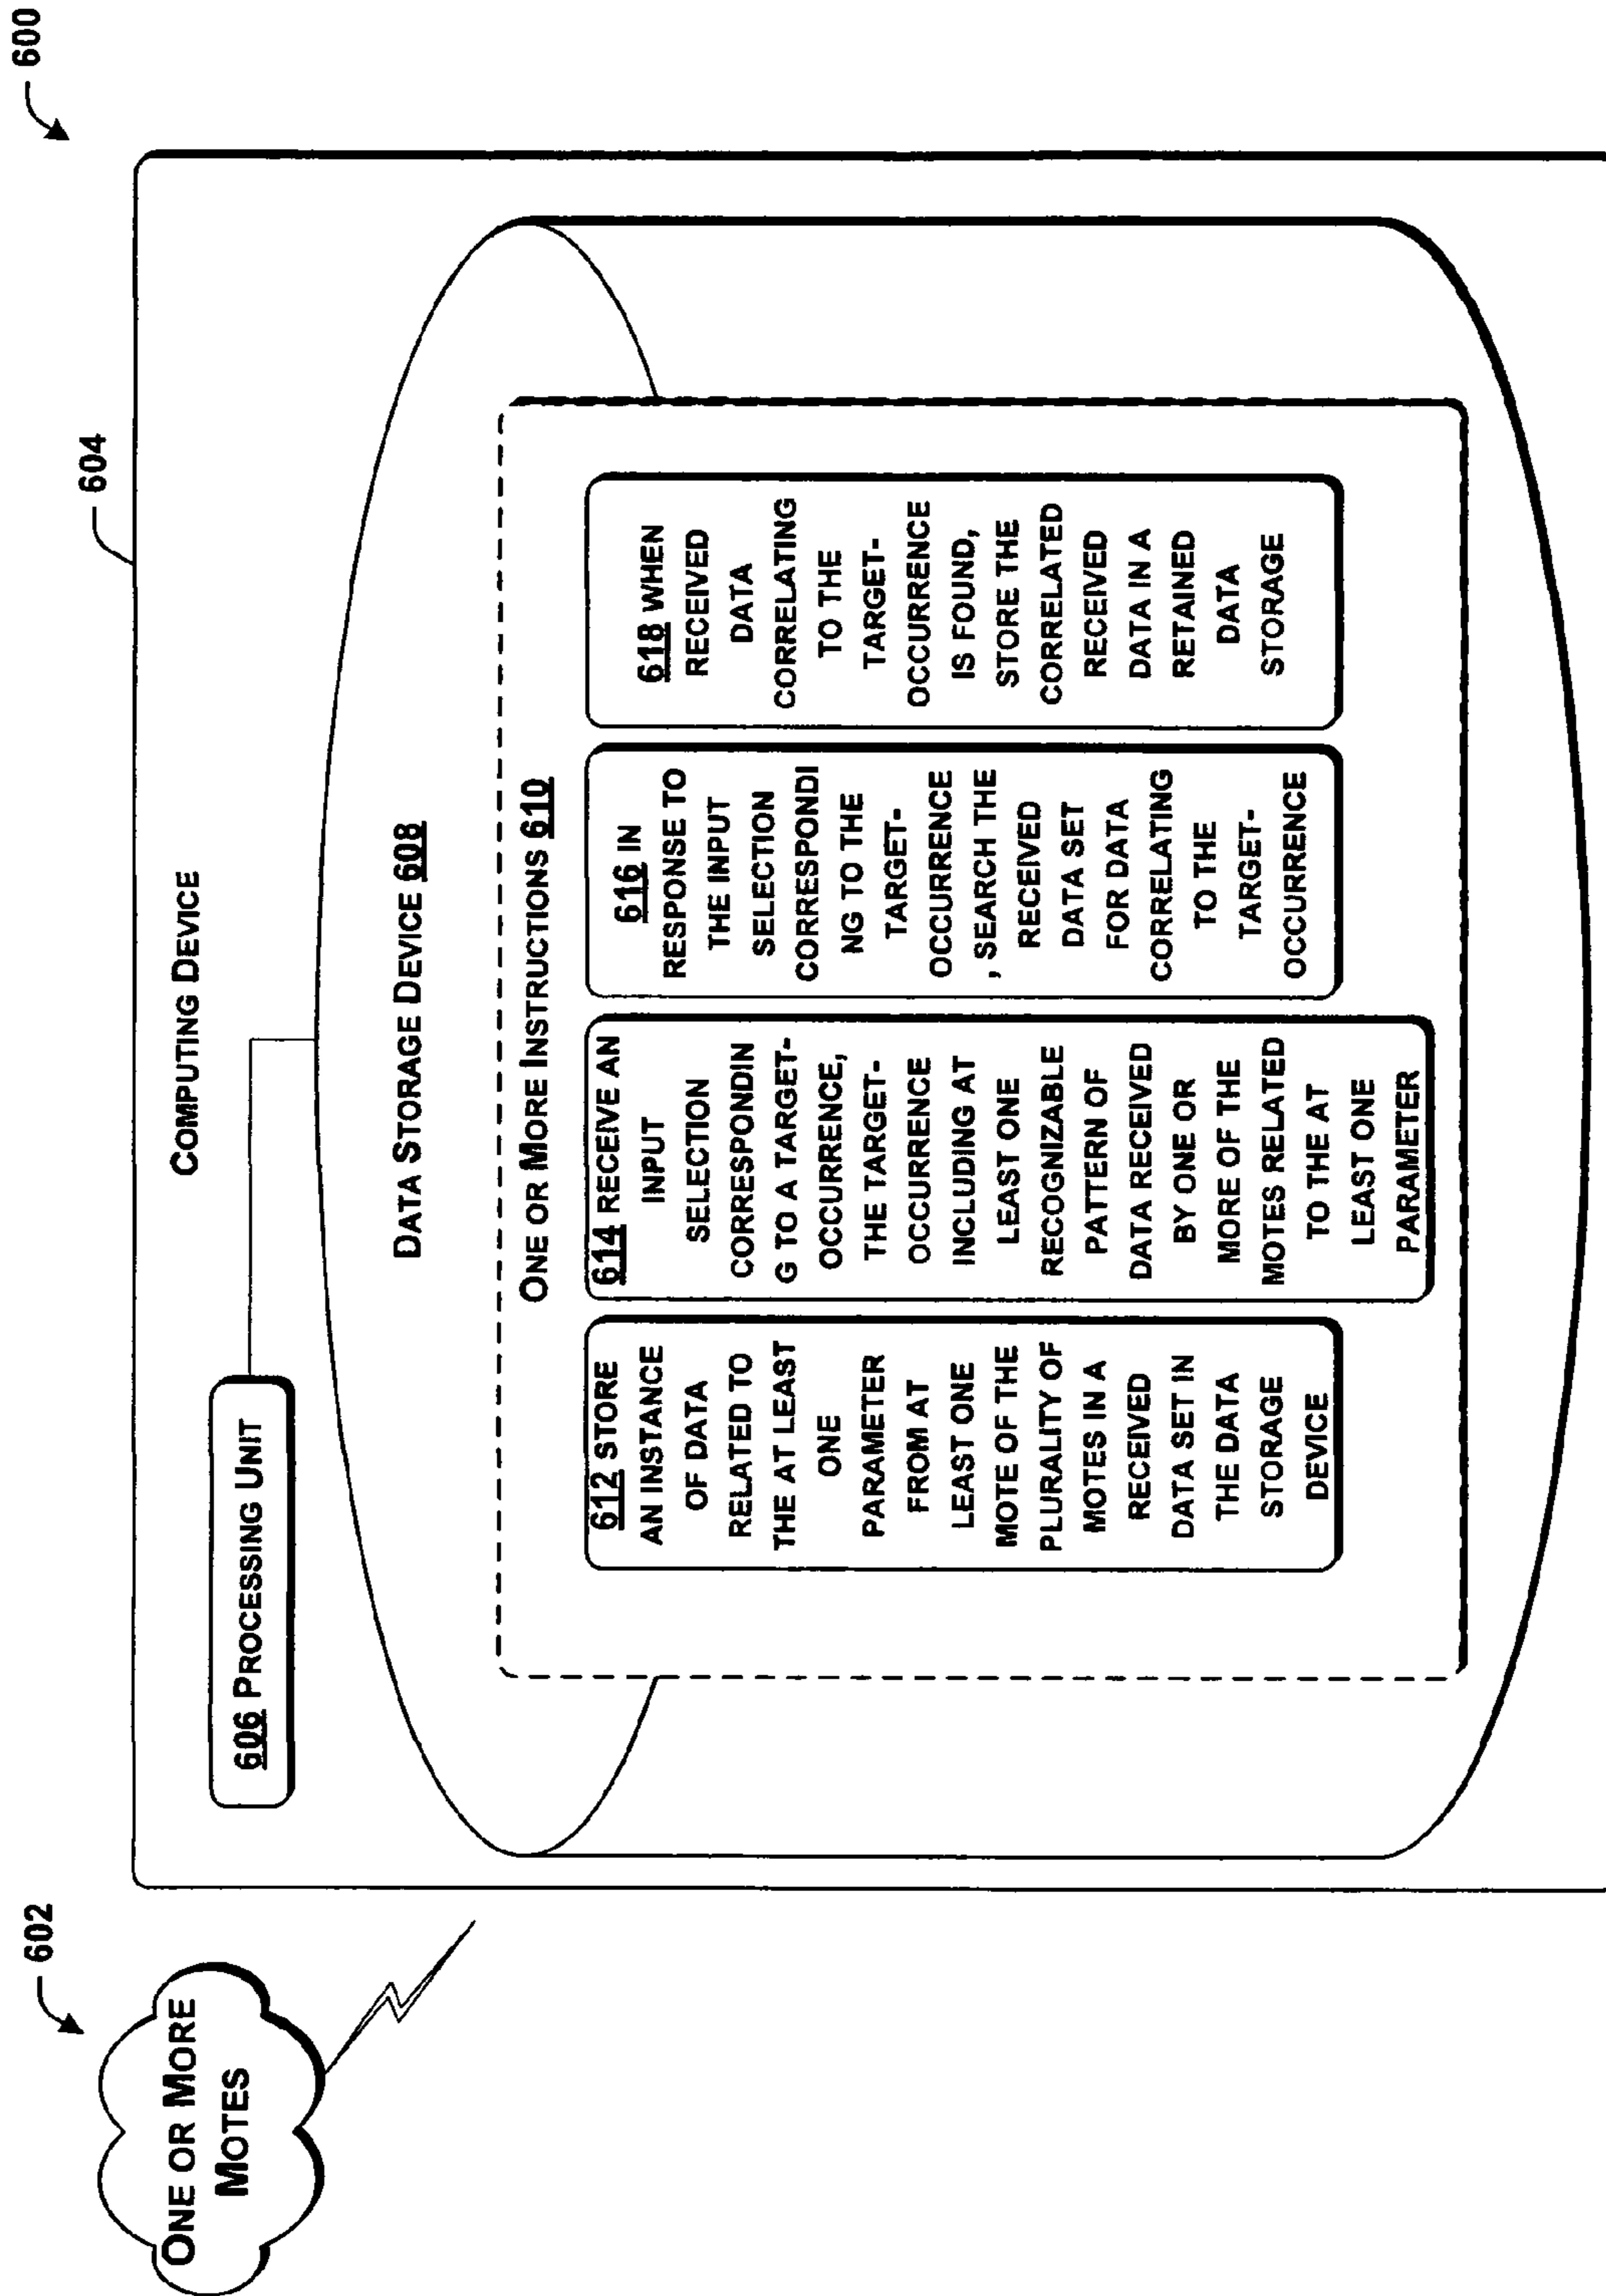 600
602
ONE OR MORE
MOTES
604
COMPUTING DEVICE
606 PROCESSING UNIT
DATA STORAGE DEVICE 608
ONE OR MORE INSTRUCTIONS 610
612 STORE
AN INSTANCE
OF DATA
RELATED TO
THE AT LEAST
ONE
PARAMETER
FROM AT
LEAST ONE
MOTE OF THE
PLURALITY OF
MOTES IN A
RECEIVED
DATA SET IN
THE DATA
STORAGE
DEVICE
614 RECEIVE AN
INPUT
SELECTION
CORRESPONDIN
G TO A TARGET-
OCCURRENCE,
THE TARGET-
OCCURRENCE
INCLUDING AT
LEAST ONE
RECOGNIZABLE
PATTERN OF
DATA RECEIVED
BY ONE OR
MORE OF THE
MOTES RELATED
TO THE AT
LEAST ONE
PARAMETER
616 IN
RESPONSE TO
THE INPUT
SELECTION
CORRESPONDI
NG TO THE
TARGET-
OCCURRENCE
, SEARCH THE
RECEIVED
DATA SET
FOR DATA
CORRELATING
TO THE
TARGET-
OCCURRENCE
618 WHEN
RECEIVED
DATA
CORRELATING
TO THE
TARGET-
OCCURRENCE
IS FOUND,
STORE THE
CORRELATED
RECEIVED
DATA IN A
RETAINED
DATA
STORAGE